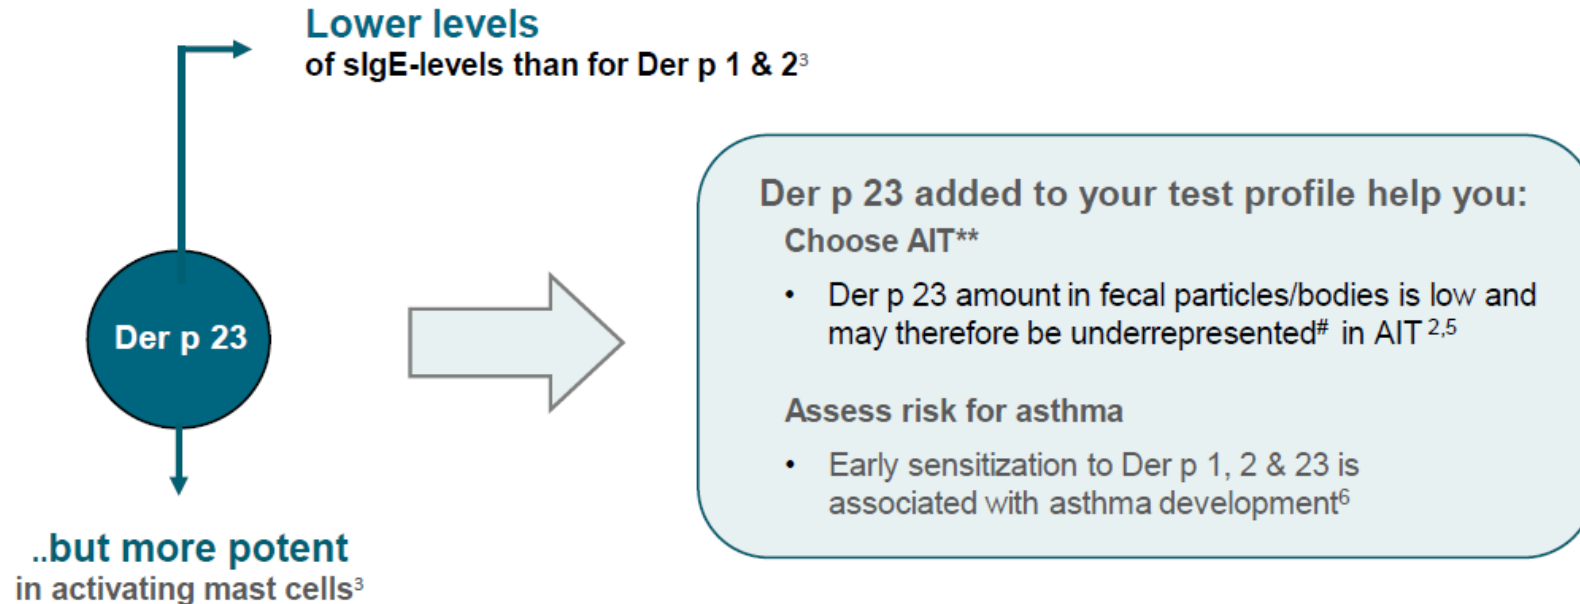 Lower levels
of sIgE-levels than for Der p 1 & 2³
Der p 23
..but more potent
in activating mast cells³
Der p 23 added to your test profile help you:
Choose AIT**
• Der p 23 amount in fecal particles/bodies is low and
may therefore be underrepresented# in AIT 2,5
Assess risk for asthma
• Early sensitization to Der p 1, 2 & 23 is
associated with asthma development⁶